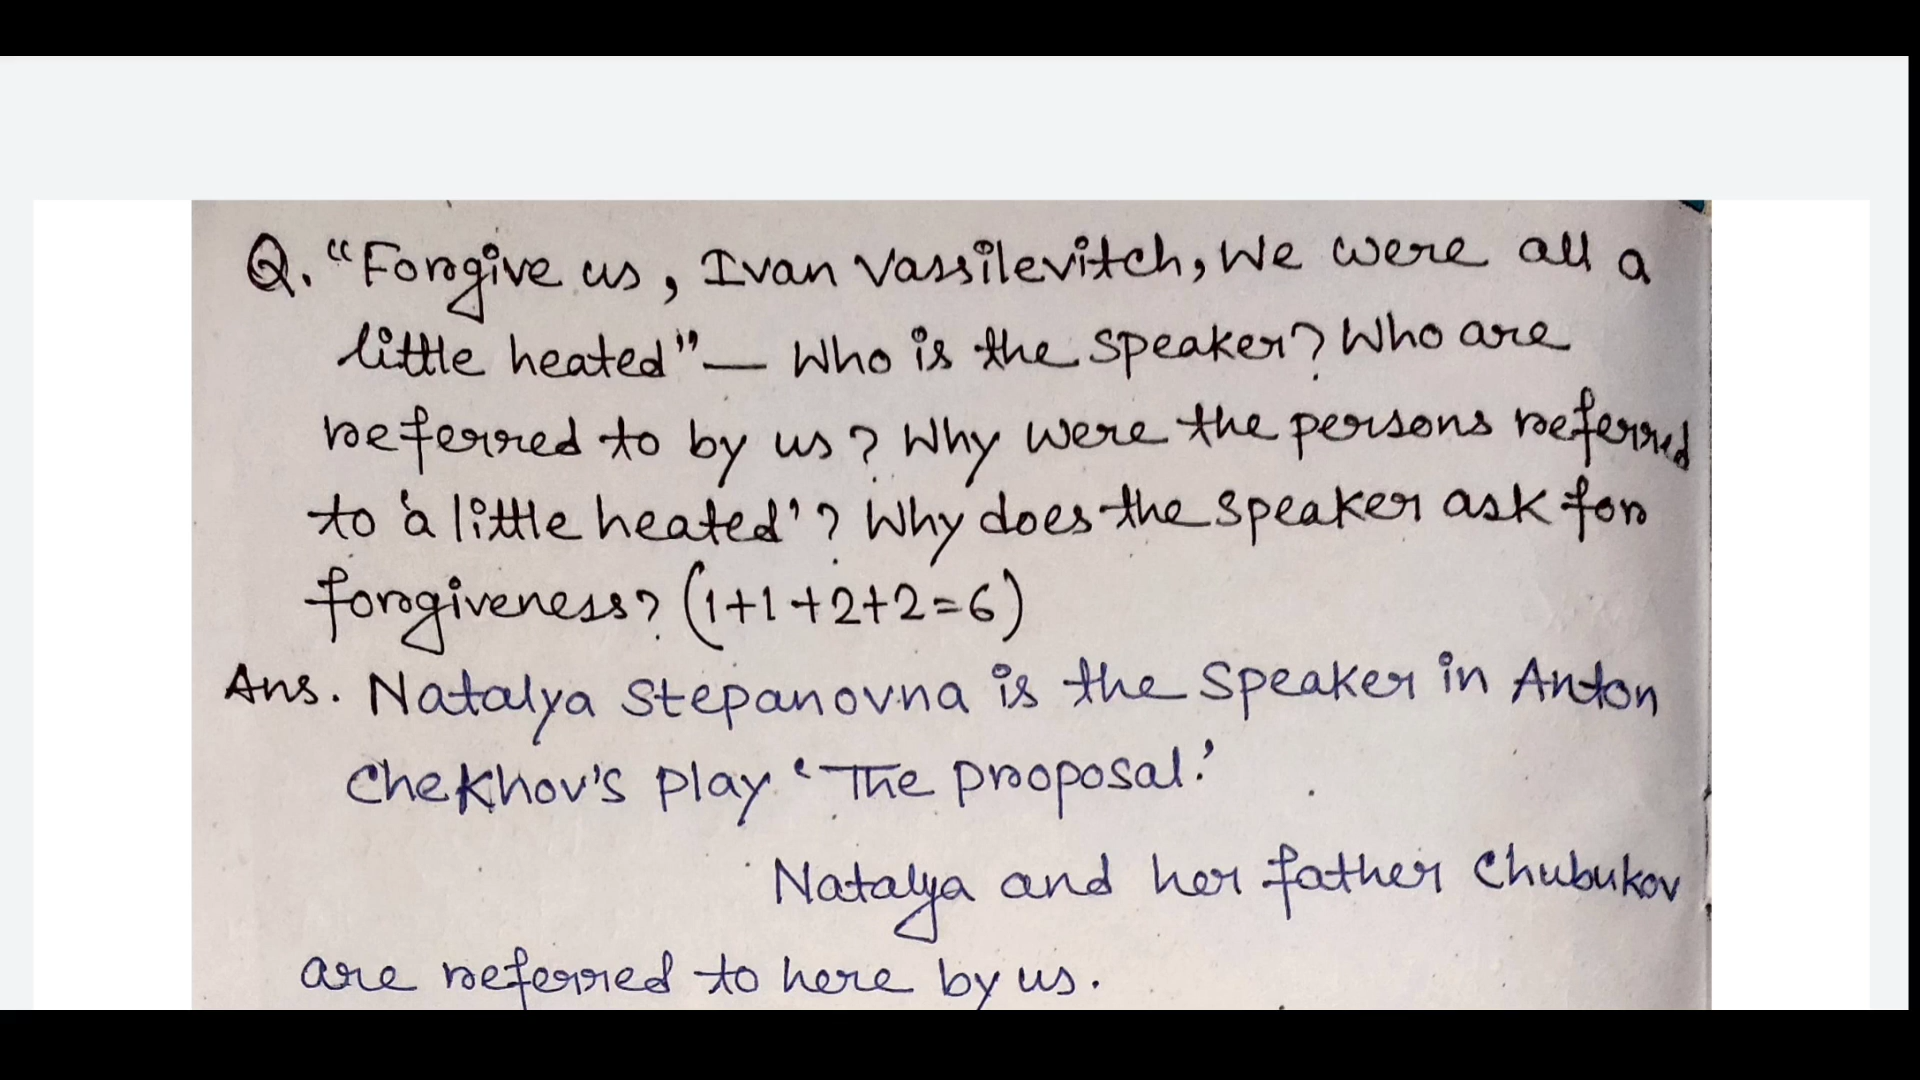 Q. "Forgive us, Ivan Vassilevitch, We were all a
little heated" — Who is the speaker? Who are
referred to by us? Why were the persons referred
to 'a little heated'? Why does the speaker ask for
forgiveness? (1+1+2+2=6)
Ans. Natalya Stepanovna is the speaker in Anton
Chekhov's play 'The proposal.'
Natalya and her father Chubukov
are referred to here by us.